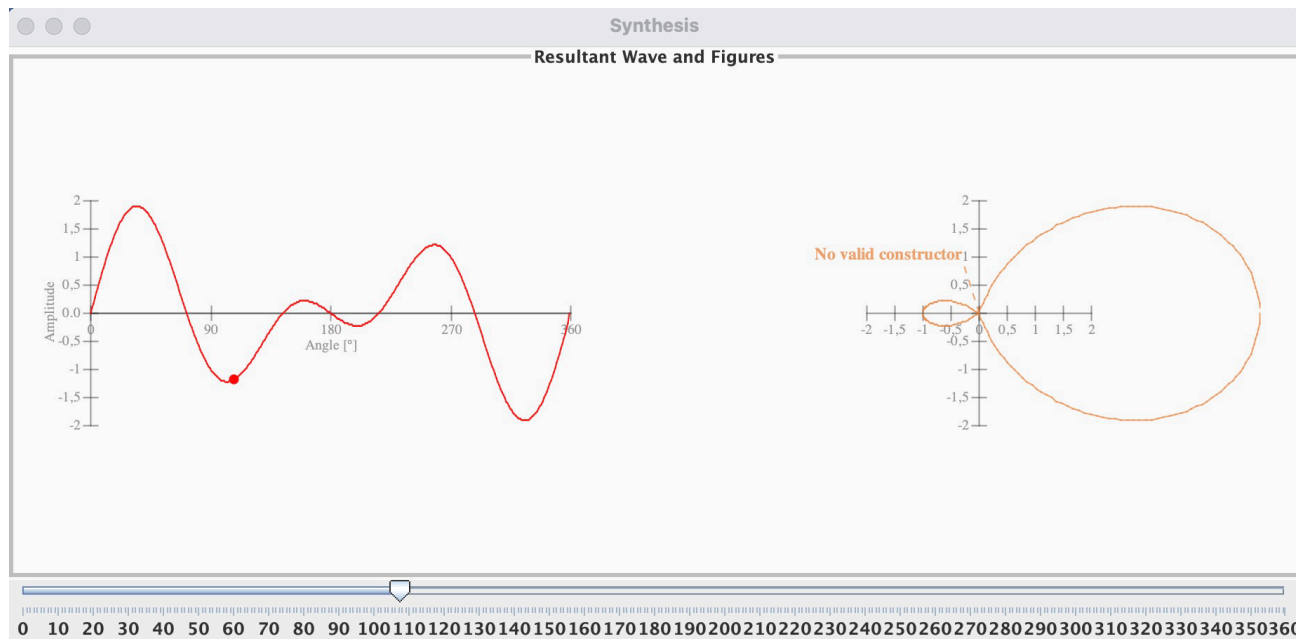 Synthesis
Resultant Wave and Figures
2
1,5
1
0,5
0.0
-0,5
-1
-1,5
-2
Amplitude
0 90 180 270 360
Angle [°]
No valid constructor
2
1,5
1
0,5
-2 -1,5 -1 -0,5 0 0,5 1 1,5 2
-0,5
-1
-1,5
-2
0 10 20 30 40 50 60 70 80 90 100 110 120 130 140 150 160 170 180 190 200 210 220 230 240 250 260 270 280 290 300 310 320 330 340 350 360